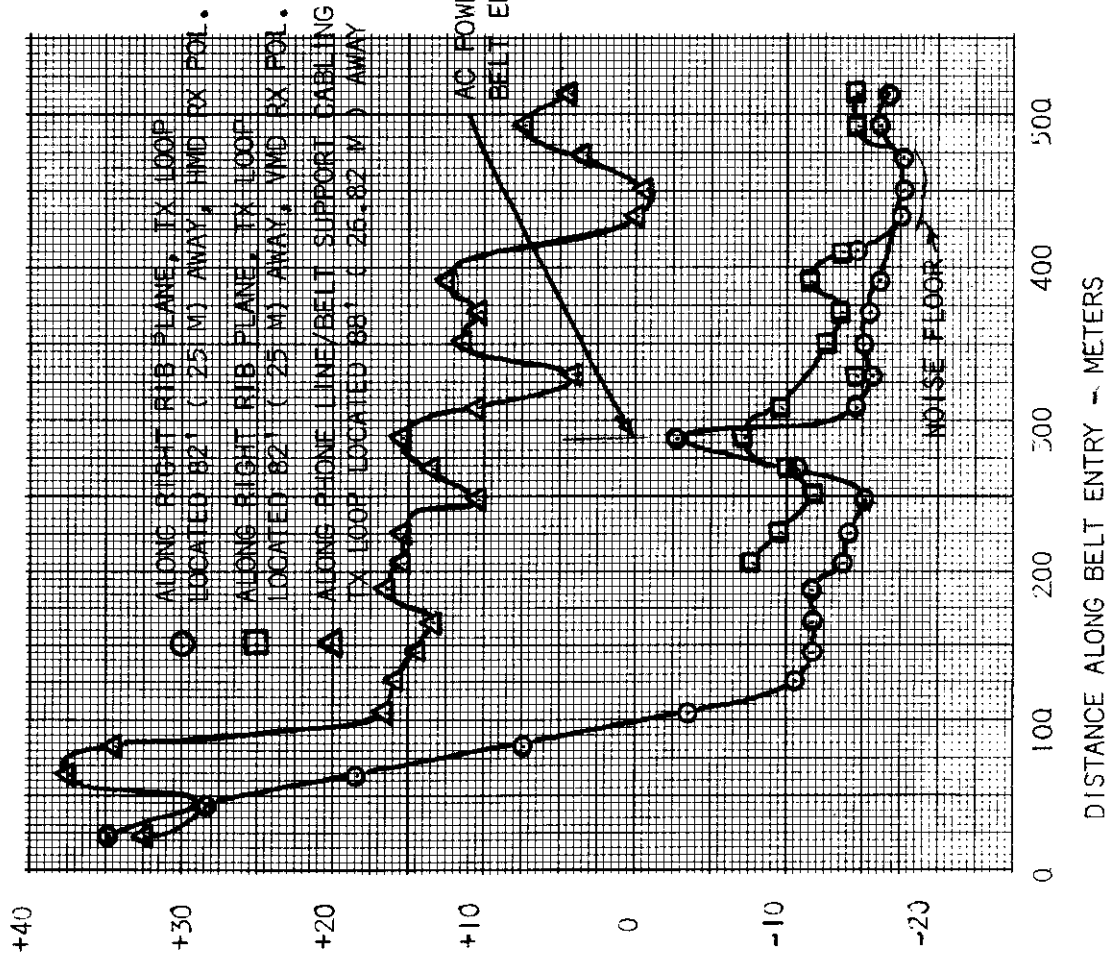 ALONG RIGHT RIB PLANE, TX LOOP
LOCATED 82' ( 25 M) AWAY, HMD RX POL.
ALONG RIGHT RIB PLANE, TX LOOP
LOCATED 82' ( 25 M) AWAY, VMD RX POL.
ALONG PHONE LINE/BELT SUPPORT CABLING
TX LOOP LOCATED 88' ( 26.82 M ) AWAY
AC POW
BELT
NOISE FLOOR
+40
+30
+20
+10
0
-10
-20
0 100 200 300 400 500
DISTANCE ALONG BELT ENTRY - METERS